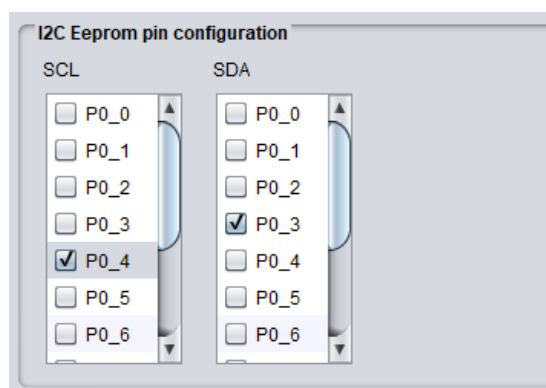 I2C Eeprom pin configuration
SCL SDA
P0_0 P0_0
P0_1 P0_1
P0_2 P0_2
P0_3 P0_3
P0_4 P0_4
P0_5 P0_5
P0_6 P0_6